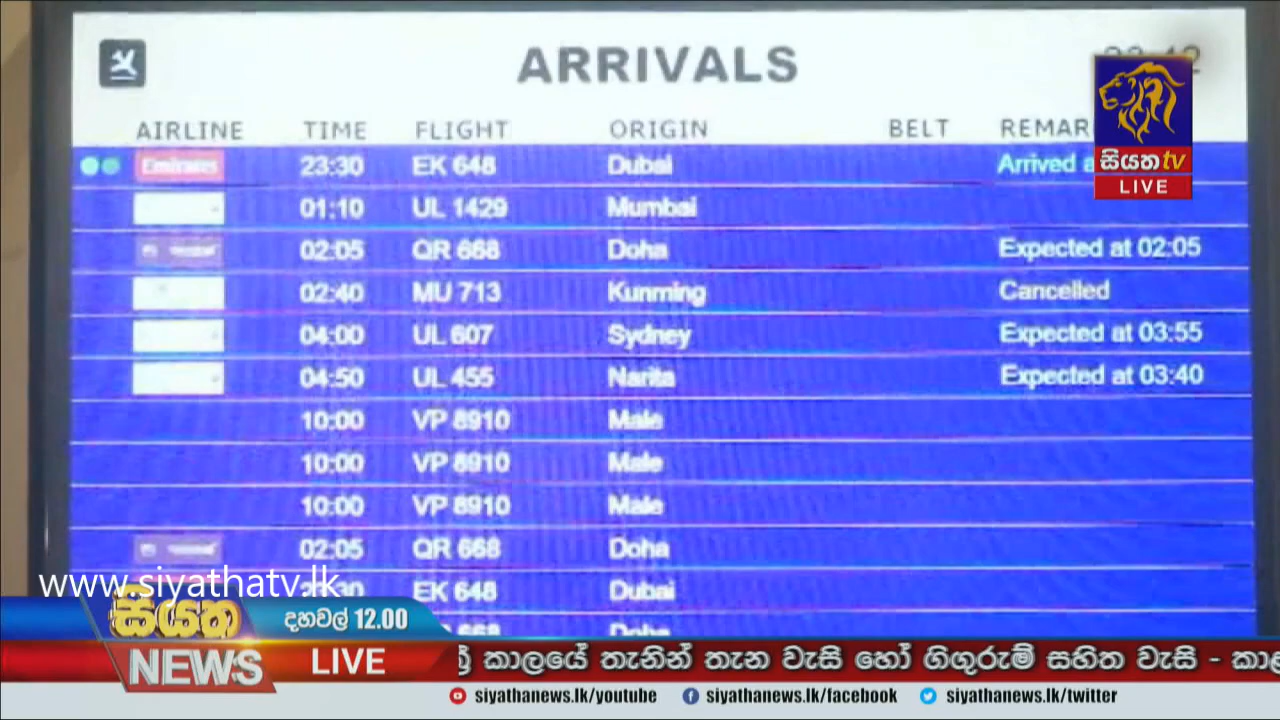 ARRIVALS
AIRLINE TIME FLIGHT ORIGIN BELT
Emirates 23:30 EK 648 Dubai Arrived
01:10 UL 1429 Mumbai
02:05 QR 668 Doha Expected at 02:05
02:40 MU 713 Kunming Cancelled
04:00 UL 607 Sydney Expected at 03:55
04:50 UL 455 Narita Expected at 03:40
10:00 VP 8910 Male
10:00 VP 8910 Male
10:00 VP 8910 Male
02:05 QR 668 Doha
EK 648 Dubai
668 Doha
සියත tv
LIVE
www.siyathatv.lk
සියත
දහවල් 12.00
NEWS
LIVE
කාලයේ තැනින් තැන වැසි හෝ ගිගුරුම් සහිත වැසි -
siyathanews.lk/youtube siyathanews.lk/facebook siyathanews.lk/twitter